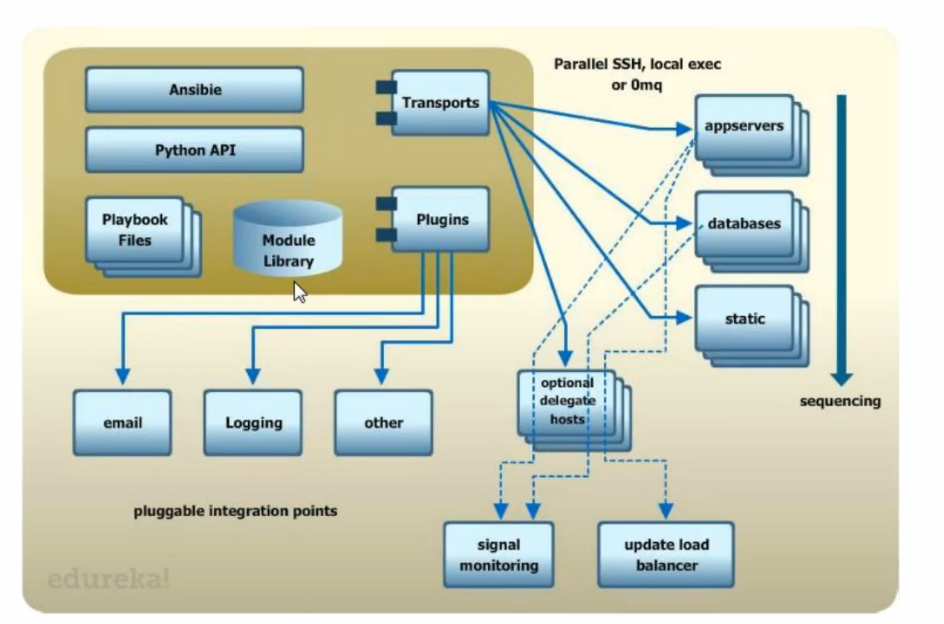 Ansibie
Python API
Playbook
Files
Module
Library
Transports
Plugins
Parallel SSH, local exec
or 0mq
appservers
databases
static
sequencing
optional
delegate
hosts
email
Logging
other
pluggable integration points
signal
monitoring
update load
balancer
edureka!